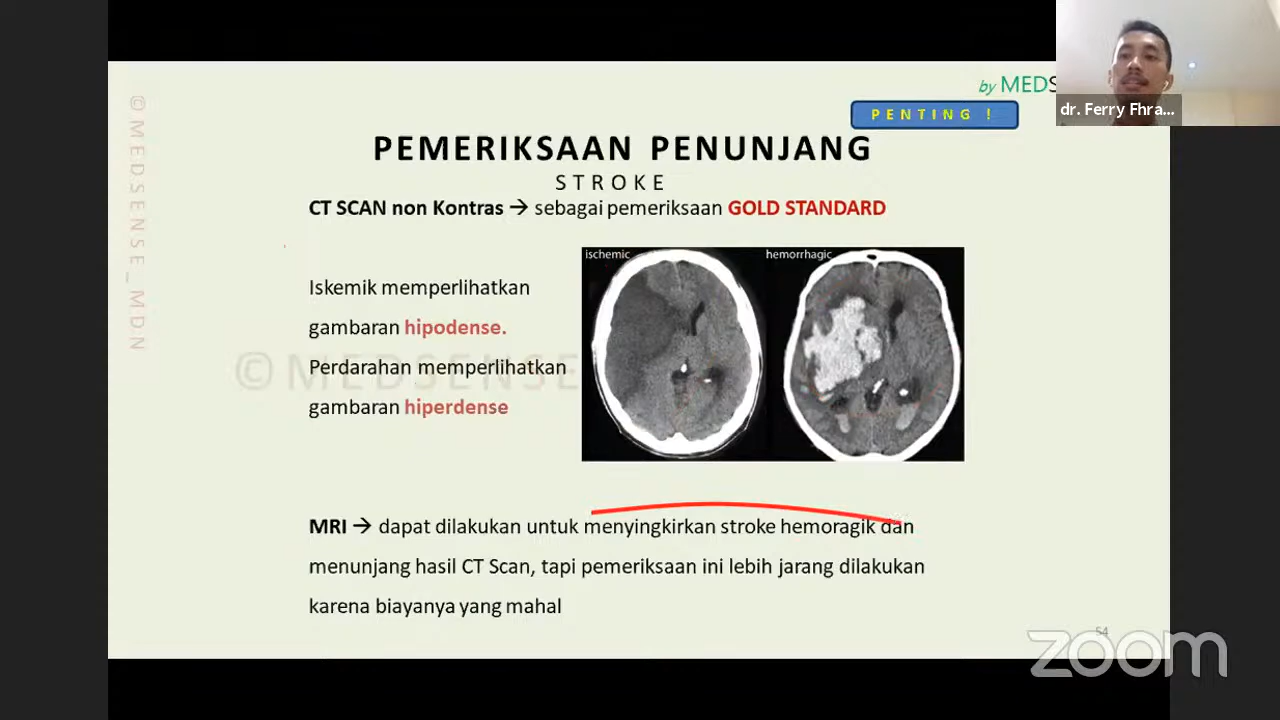 by MEDS
PENTING !
dr. Ferry Fhra...
©MEDSENSE_MDN
PEMERIKSAAN PENUNJANG
STROKE
CT SCAN non Kontras → sebagai pemeriksaan GOLD STANDARD
ischemic
hemorrhagic
Iskemik memperlihatkan
gambaran hipodense.
Perdarahan memperlihatkan
gambaran hiperdense
©MEDSENSE
MRI → dapat dilakukan untuk menyingkirkan stroke hemoragik dan
menunjang hasil CT Scan, tapi pemeriksaan ini lebih jarang dilakukan
karena biayanya yang mahal
54
zoom